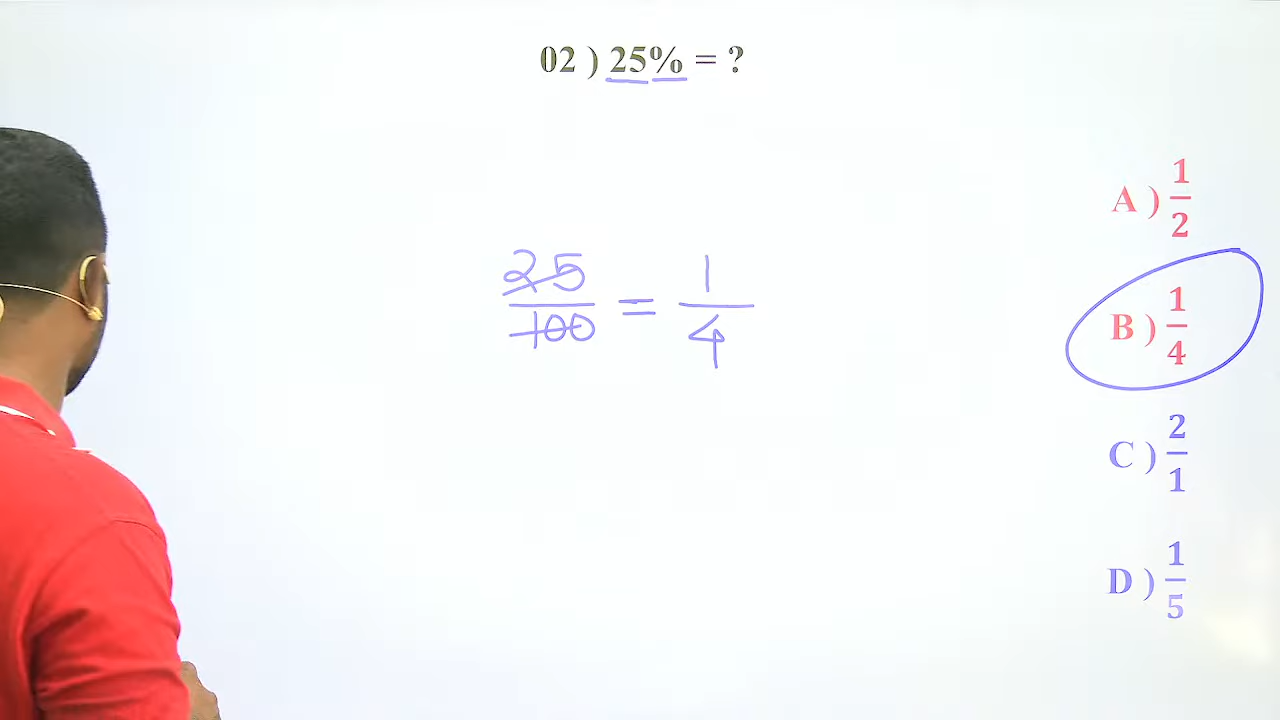 02 ) 25% = ?
25/100 = 1/4
A ) 1/2
B ) 1/4
C ) 2/1
D ) 1/5